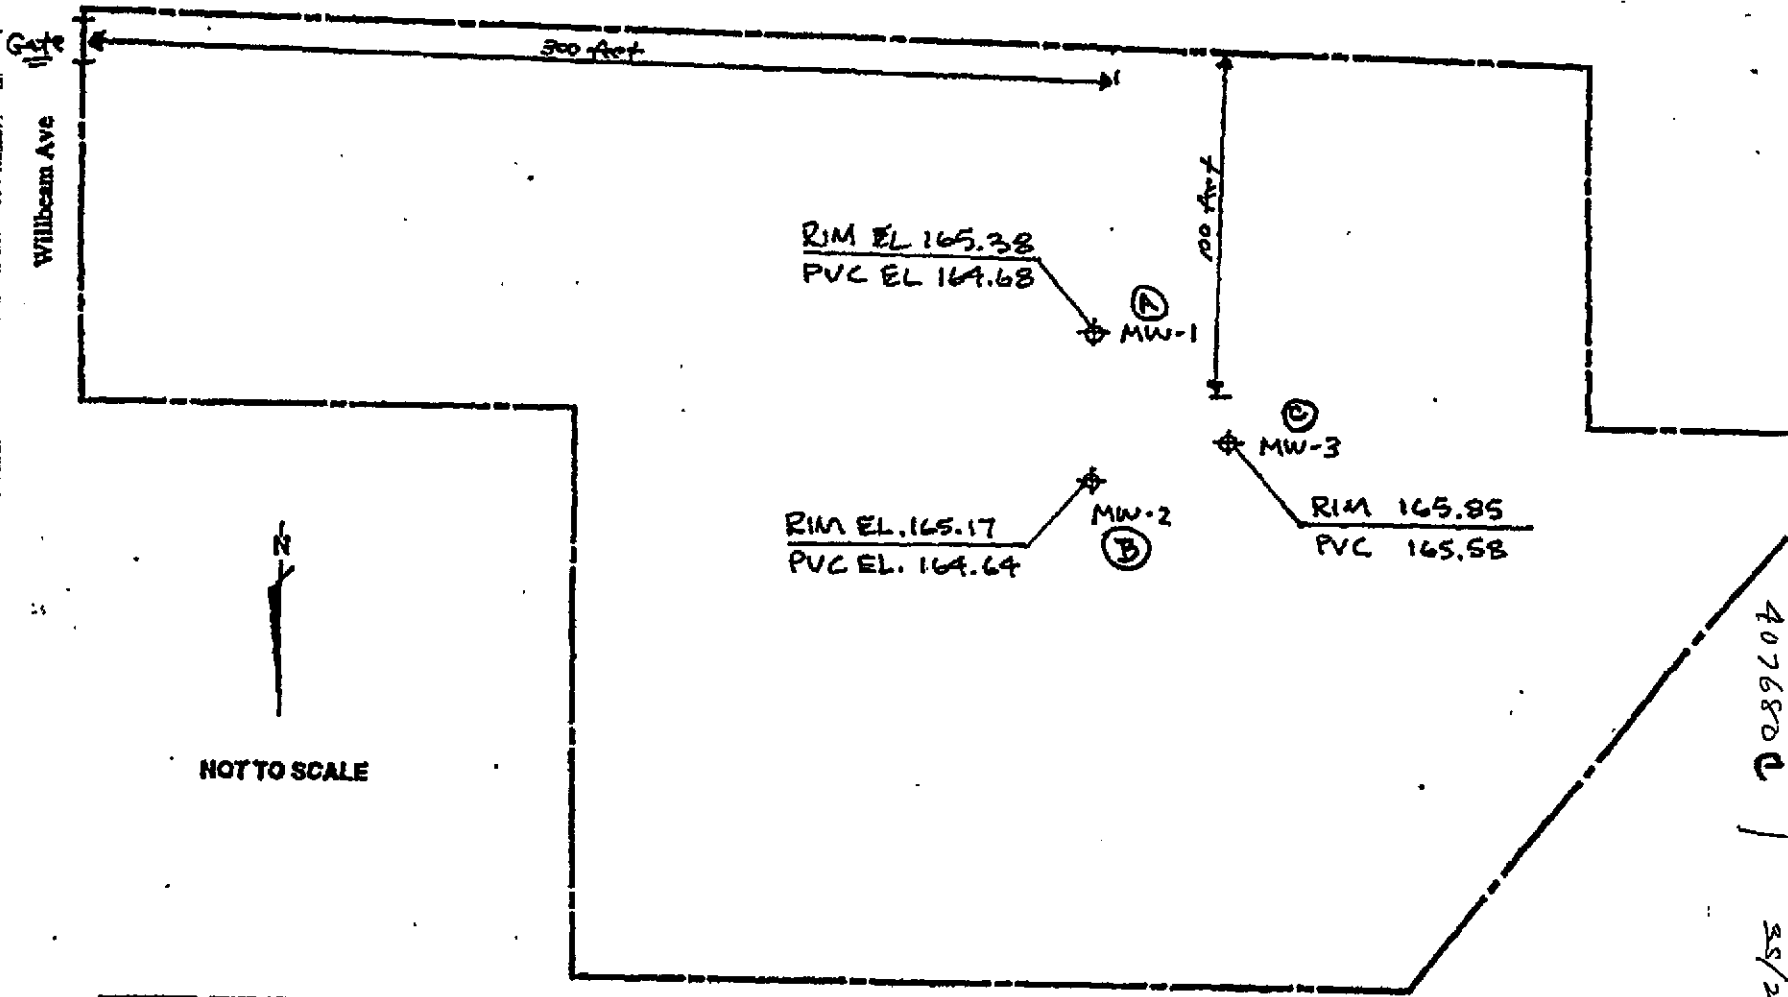 Gate
300 feet
Willbeam Ave
100 feet
RIM EL 165.38
PVC EL 164.68
A
MW-1
C
MW-3
RIM EL. 165.17
PVC EL. 164.64
MW-2
B
RIM 165.85
PVC 165.58
N
NOT TO SCALE
407680C